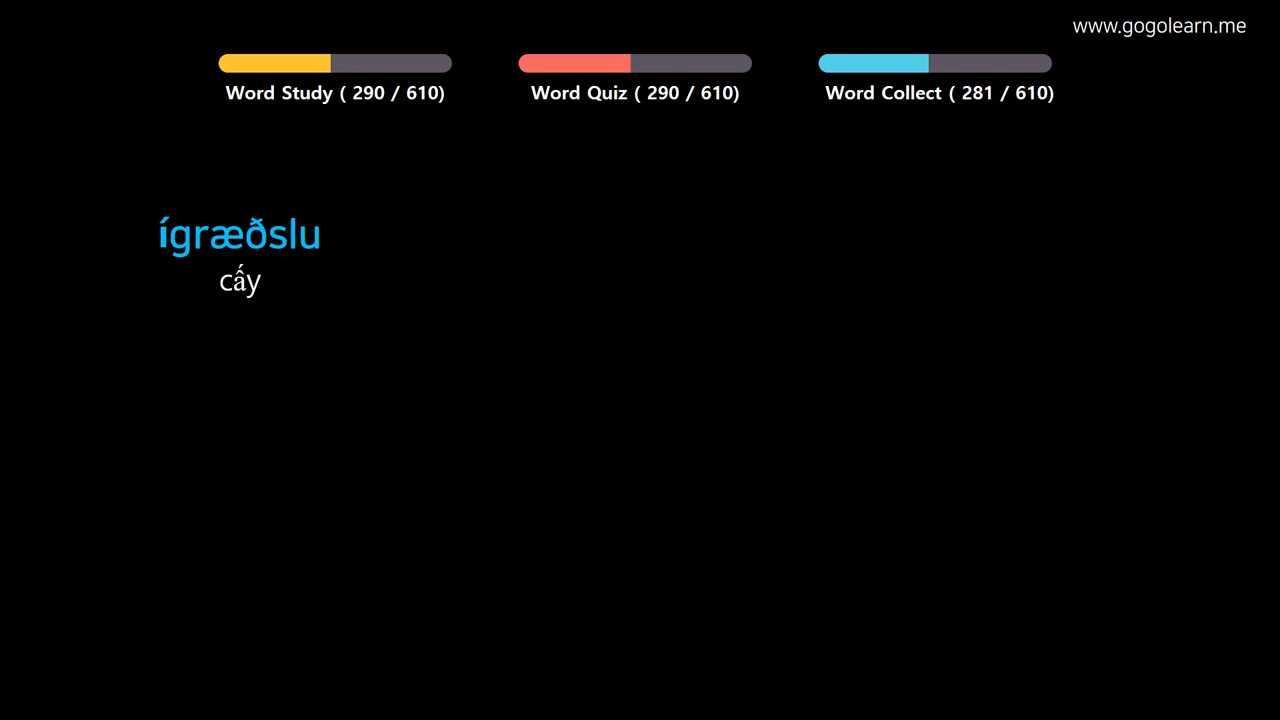 www.gogolearn.me
Word Study ( 290 / 610)
Word Quiz ( 290 / 610)
Word Collect ( 281 / 610)
ígræðslu
cấy